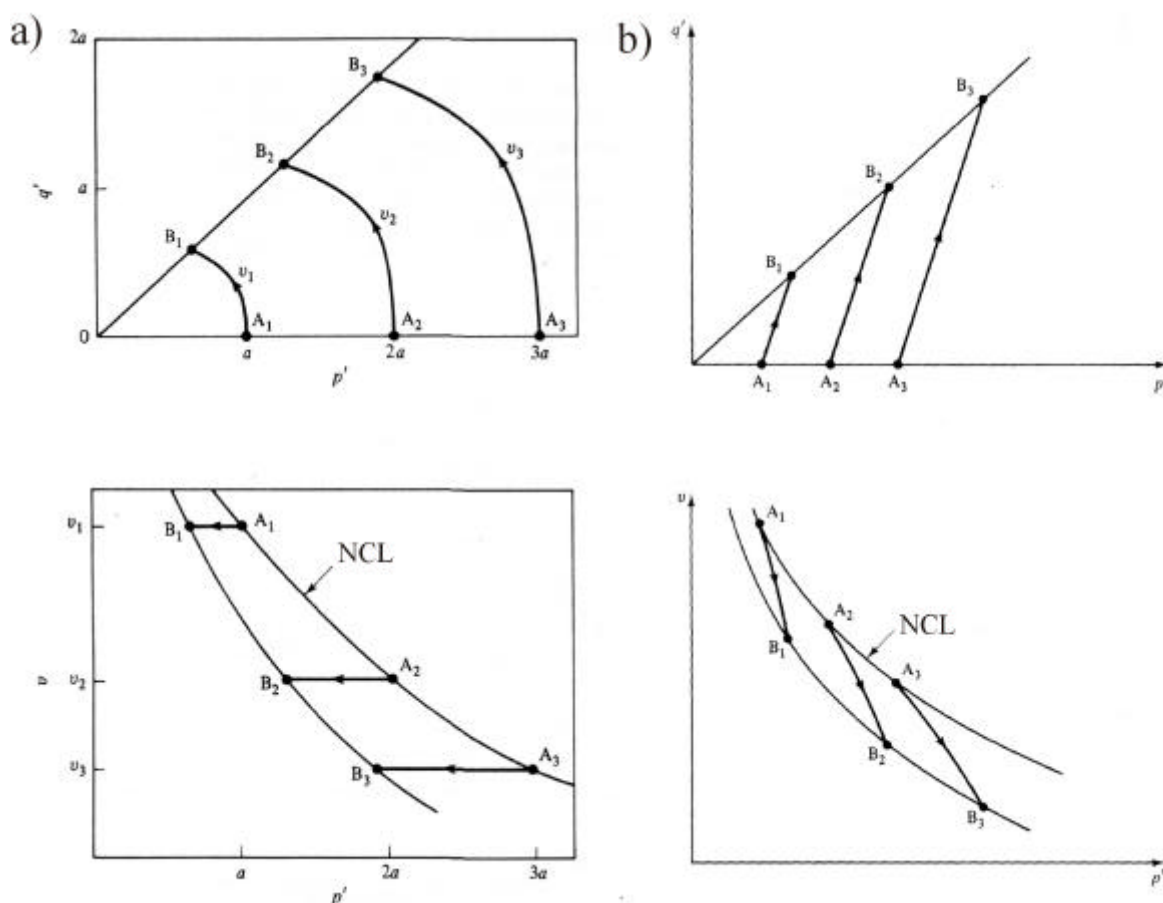 a)
2a
B₃
B₂
v₃
q'
a
v₂
B₁
v₁
0
A₁
A₂
A₃
a
2a
3a
p'
b)
q'
B₃
B₂
B₁
A₁
A₂
A₃
p
v₁
B₁
A₁
NCL
v
v₂
B₂
A₂
v₃
B₃
A₃
a
2a
3a
p'
v
A₁
A₂
NCL
B₁
A₃
B₂
B₃
p'